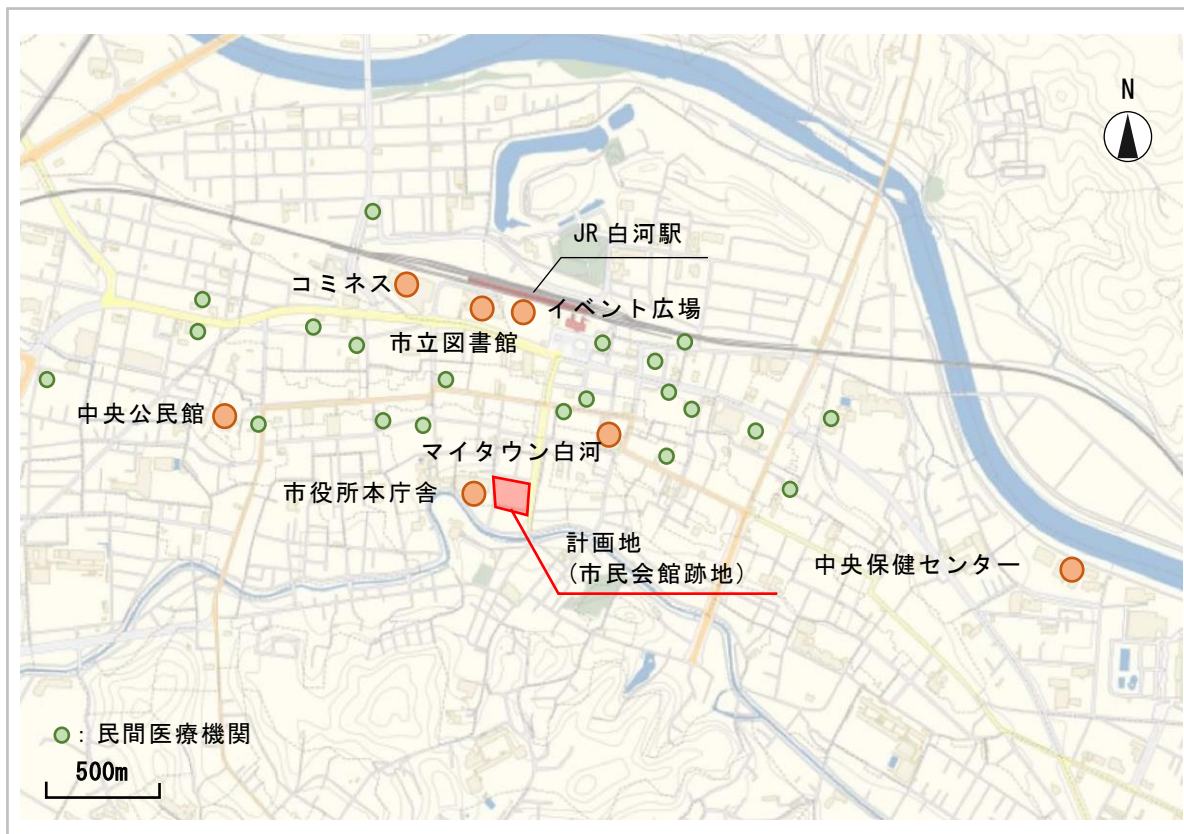 N
JR 白河駅
コミネス
イベント広場
市立図書館
中央公民館
マイタウン白河
市役所本庁舎
計画地
(市民会館跡地)
中央保健センター
: 民間医療機関
500m